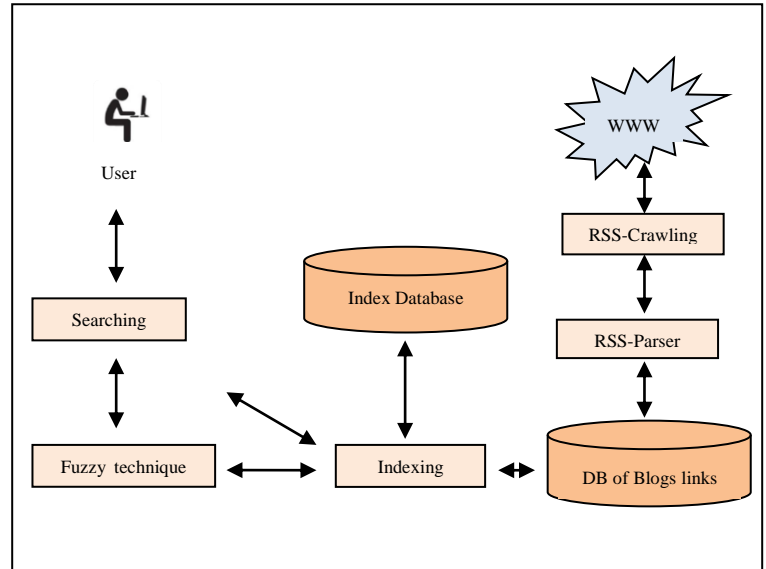 WWW
User
RSS-Crawling
Index Database
Searching
RSS-Parser
Fuzzy technique
Indexing
DB of Blogs links